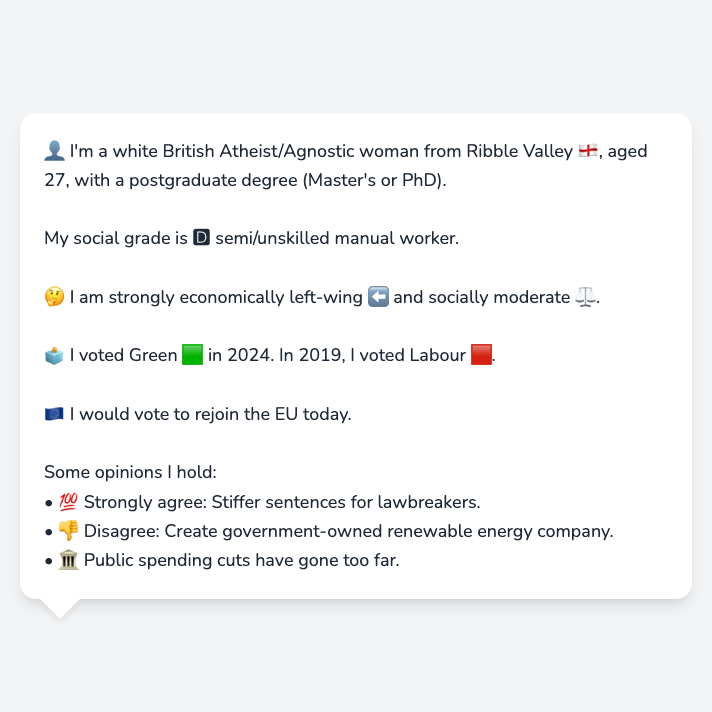 👤 I'm a white British Atheist/Agnostic woman from Ribble Valley 🏴󠁧󠁢󠁥󠁮󠁧󠁿, aged
27, with a postgraduate degree (Master's or PhD).
My social grade is 🅳 semi/unskilled manual worker.
🤔 I am strongly economically left-wing ⬅️ and socially moderate ⚖️.
🗳️ I voted Green 🟩 in 2024. In 2019, I voted Labour 🟥.
🇪🇺 I would vote to rejoin the EU today.
Some opinions I hold:
• 💯 Strongly agree: Stiffer sentences for lawbreakers.
• 👎 Disagree: Create government-owned renewable energy company.
• 🏛️ Public spending cuts have gone too far.